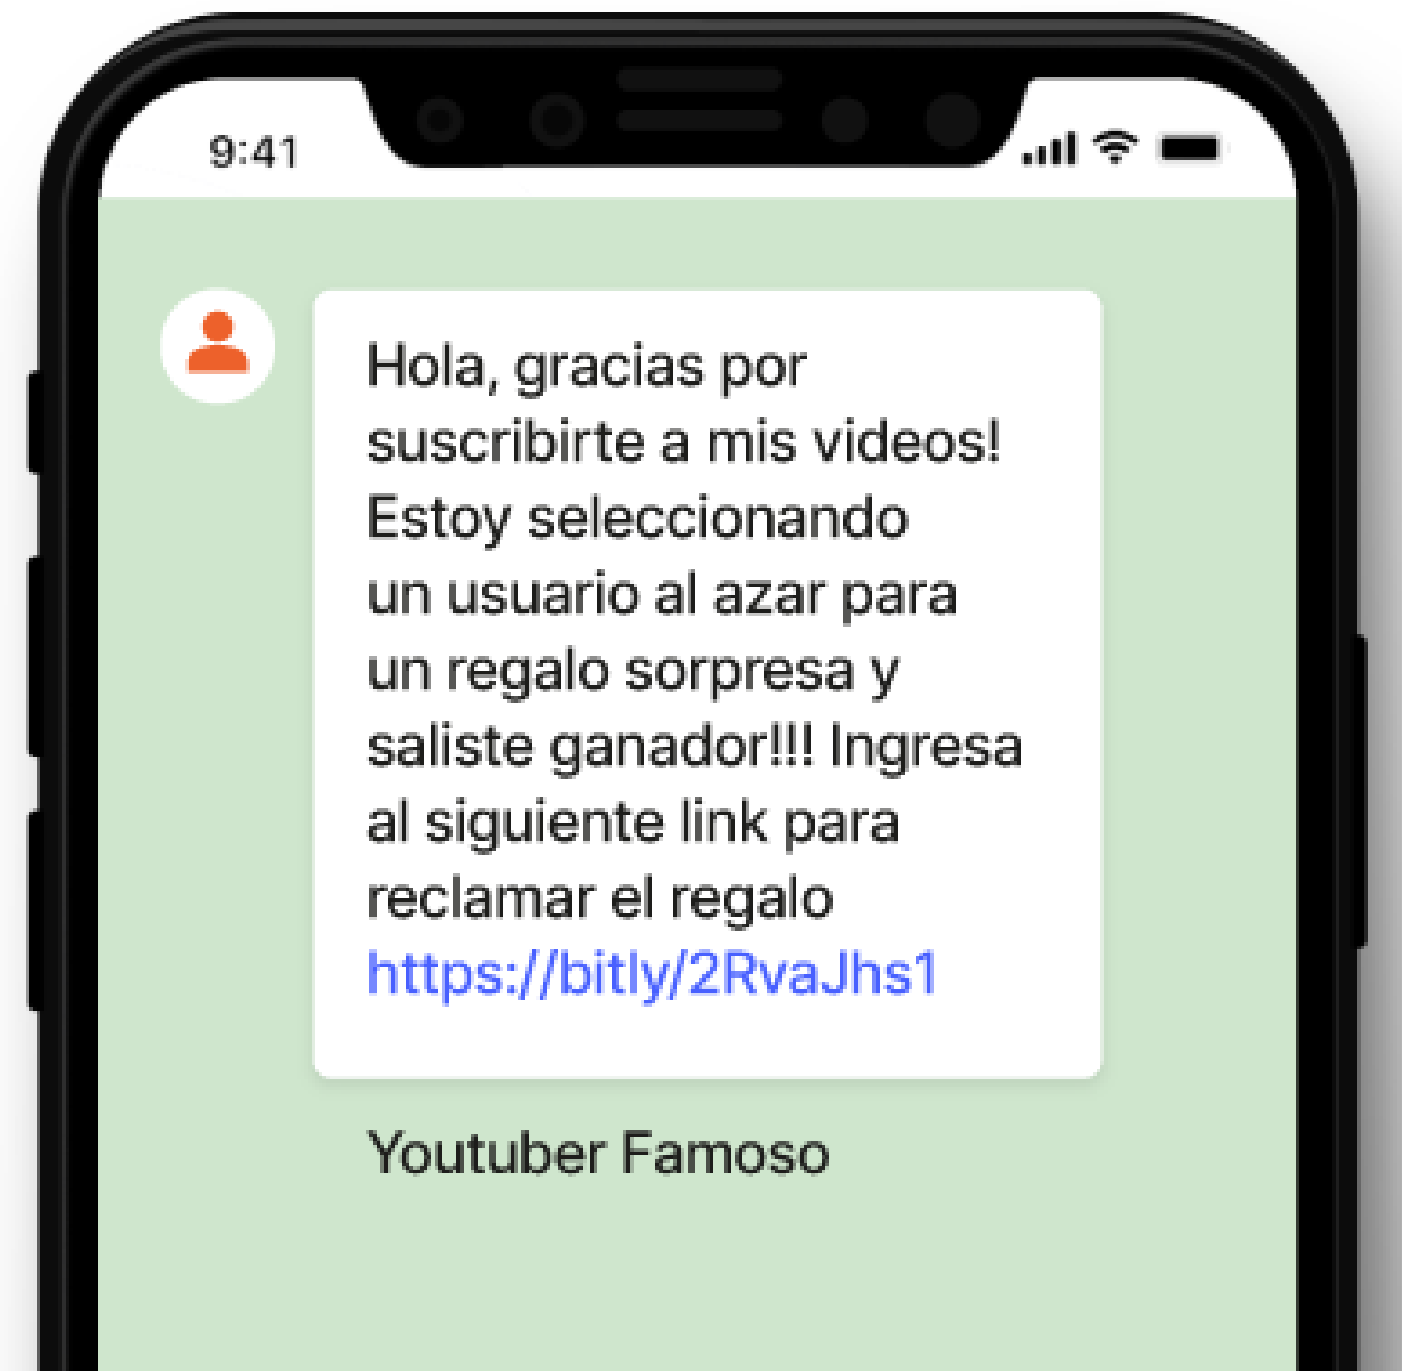 9:41
Hola, gracias por
suscribirte a mis videos!
Estoy seleccionando
un usuario al azar para
un regalo sorpresa y
saliste ganador!!! Ingresa
al siguiente link para
reclamar el regalo
https://bitly/2RvaJhs1
Youtuber Famoso